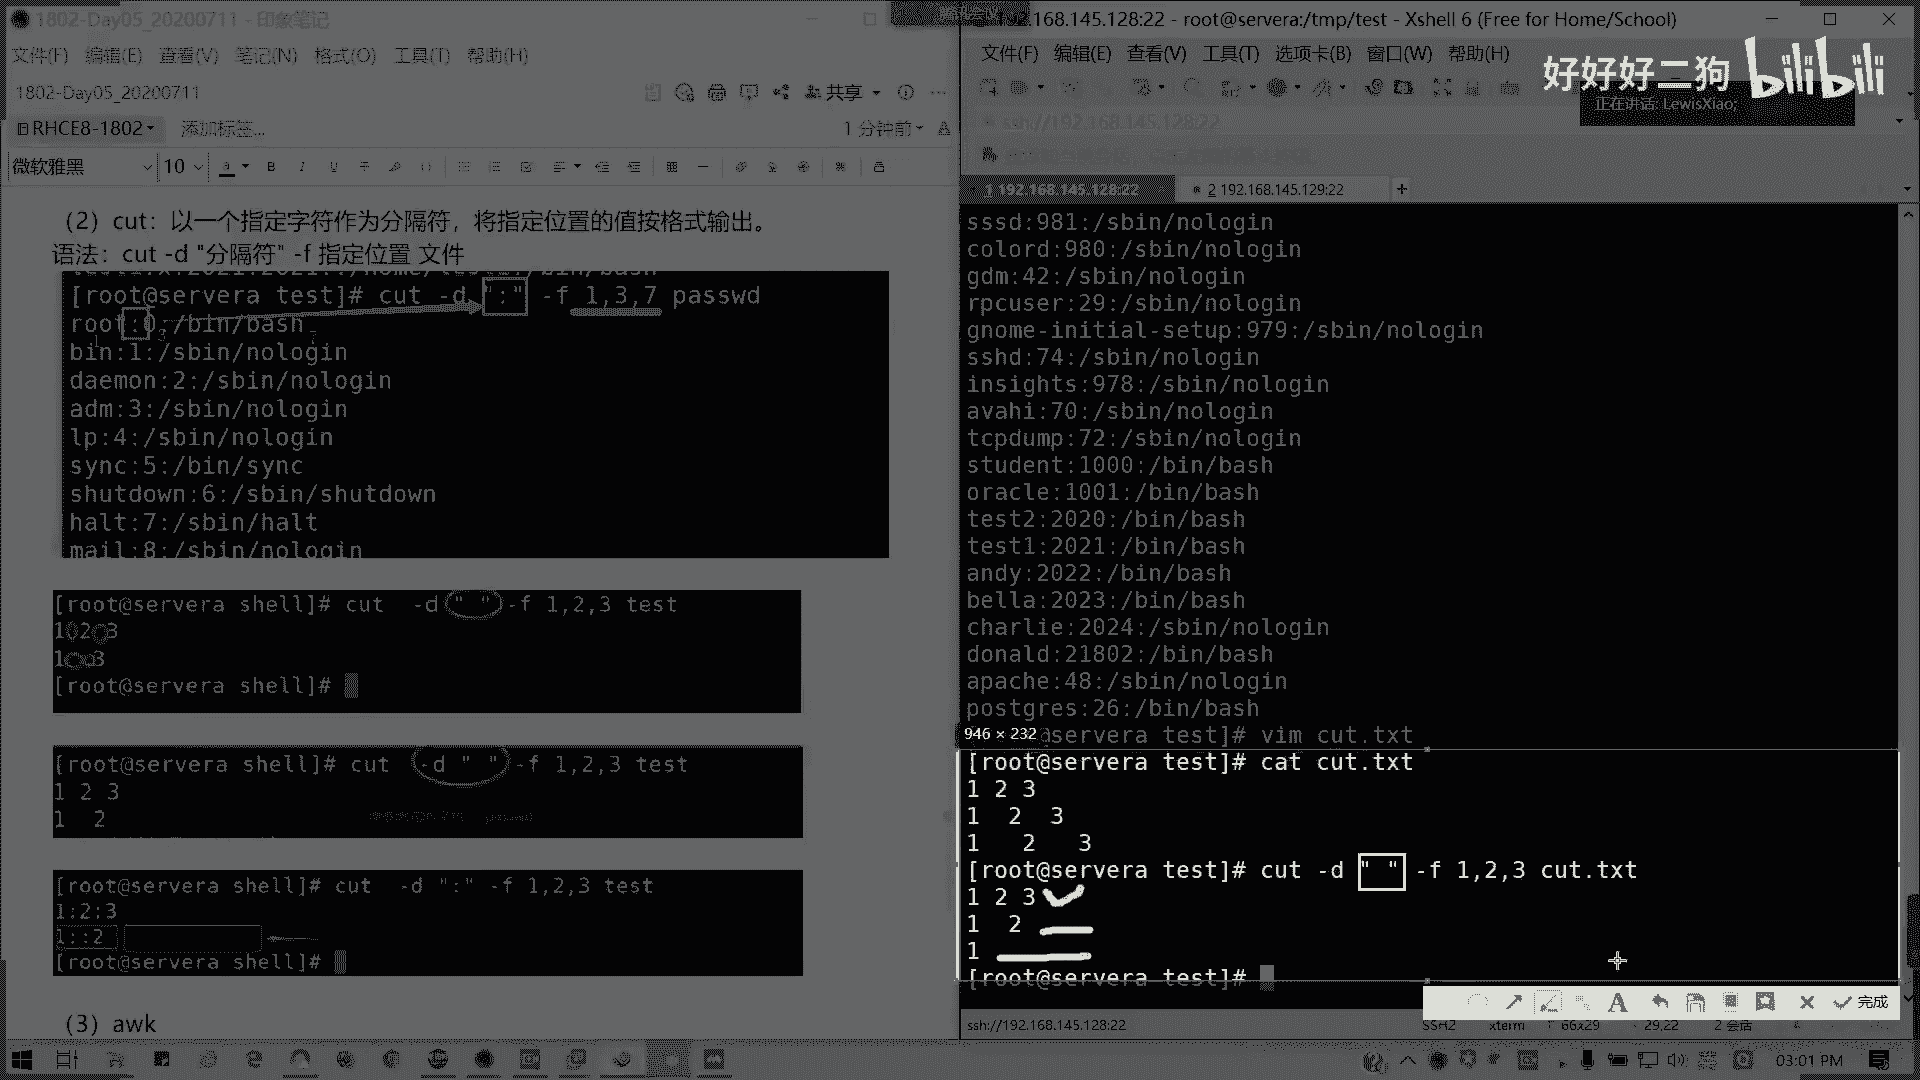 1802-Day05_20200711 - 印象笔记
文件(F) 编辑(E) 查看(V) 笔记(N) 格式(O) 工具(T) 帮助(H)
1802-Day05_20200711
共享
RHCE8-1802
添加标签...
1 分钟前
微软雅黑
10
（2）cut：以一个指定字符作为分隔符，将指定位置的值按格式输出。
语法：cut -d "分隔符" -f 指定位置 文件
[root@servera test]# cut -d ":" -f 1,3,7 passwd
root:0:/bin/bash
bin:1:/sbin/nologin
daemon:2:/sbin/nologin
adm:3:/sbin/nologin
lp:4:/sbin/nologin
sync:5:/bin/sync
shutdown:6:/sbin/shutdown
halt:7:/sbin/halt
mail:8:/sbin/nologin
[root@servera shell]# cut  -d " " -f 1,2,3 test
1 2 3
1  3
[root@servera shell]#
[root@servera shell]# cut  -d " " -f 1,2,3 test
1 2 3
1  2
[root@servera shell]# cut  -d ":" -f 1,2,3 test
1:2:3
1::2
[root@servera shell]#
（3）awk
192.168.145.128:22 - root@servera:/tmp/test - Xshell 6 (Free for Home/School)
文件(F) 编辑(E) 查看(V) 工具(T) 选项卡(B) 窗口(W) 帮助(H)
好好好二狗 bilibili
正在讲话: LewisXiao;
ssh://192.168.145.128:22
1 192.168.145.128:22
2 192.168.145.129:22
sssd:981:/sbin/nologin
colord:980:/sbin/nologin
gdm:42:/sbin/nologin
rpcuser:29:/sbin/nologin
gnome-initial-setup:979:/sbin/nologin
sshd:74:/sbin/nologin
insights:978:/sbin/nologin
avahi:70:/sbin/nologin
tcpdump:72:/sbin/nologin
student:1000:/bin/bash
oracle:1001:/bin/bash
test2:2020:/bin/bash
test1:2021:/bin/bash
andy:2022:/bin/bash
bella:2023:/bin/bash
charlie:2024:/sbin/nologin
donald:21802:/bin/bash
apache:48:/sbin/nologin
postgres:26:/bin/bash
946 × 232
@servera test]# vim cut.txt
[root@servera test]# cat cut.txt
1 2 3
1  2  3
1   2   3
[root@servera test]# cut -d " " -f 1,2,3 cut.txt
1 2 3
1  2
1
[root@servera test]#
完成
ssh://192.168.145.128:22
SSH2
xterm
66x29
29,22
2 会话
03:01 PM